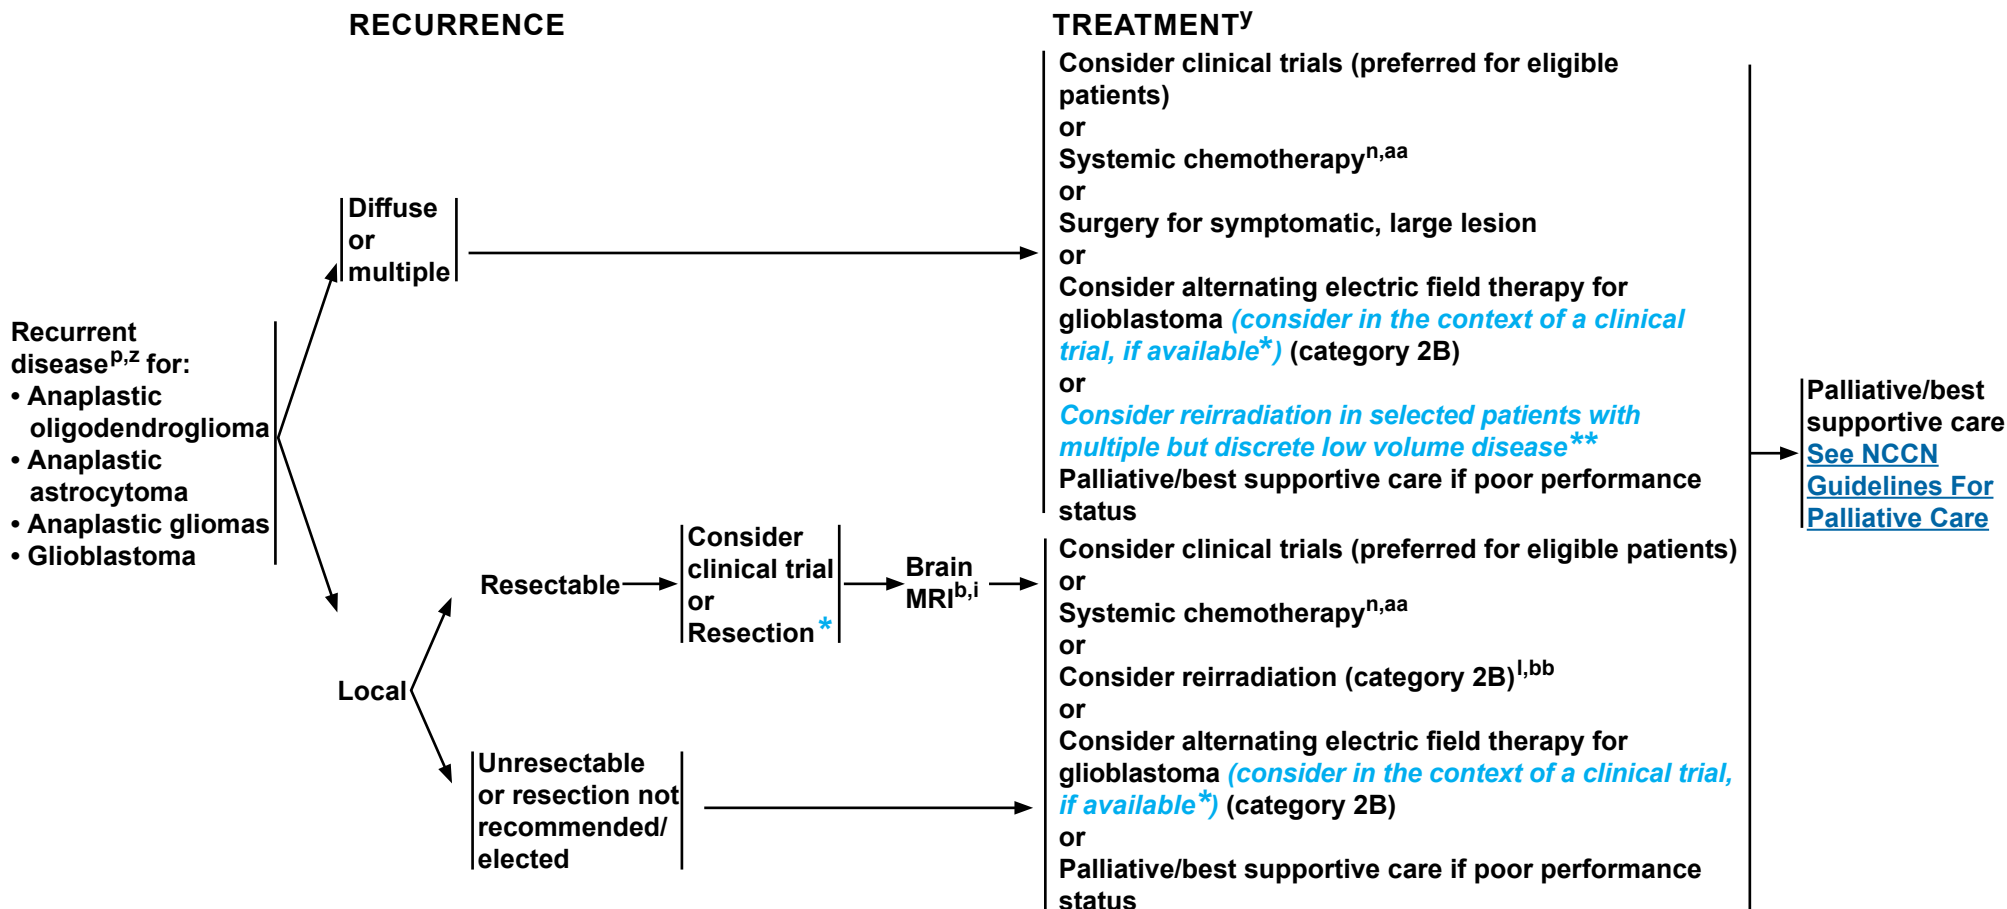 RECURRENCE
TREATMENTy
Recurrent
diseasep,z for:
• Anaplastic
oligodendroglioma
• Anaplastic
astrocytoma
• Anaplastic gliomas
• Glioblastoma
Diffuse
or
multiple
Consider clinical trials (preferred for eligible
patients)
or
Systemic chemotherapyn,aa
or
Surgery for symptomatic, large lesion
or
Consider alternating electric field therapy for
glioblastoma (consider in the context of a clinical
trial, if available*) (category 2B)
or
Consider reirradiation in selected patients with
multiple but discrete low volume disease**
Palliative/best supportive care if poor performance
status
Local
Resectable
Consider
clinical trial
or
Resection*
Brain
MRIb,i
Unresectable
or resection not
recommended/
elected
Consider clinical trials (preferred for eligible patients)
or
Systemic chemotherapyn,aa
or
Consider reirradiation (category 2B)l,bb
or
Consider alternating electric field therapy for
glioblastoma (consider in the context of a clinical trial,
if available*) (category 2B)
or
Palliative/best supportive care if poor performance
status
Palliative/best
supportive care
See NCCN
Guidelines For
Palliative Care